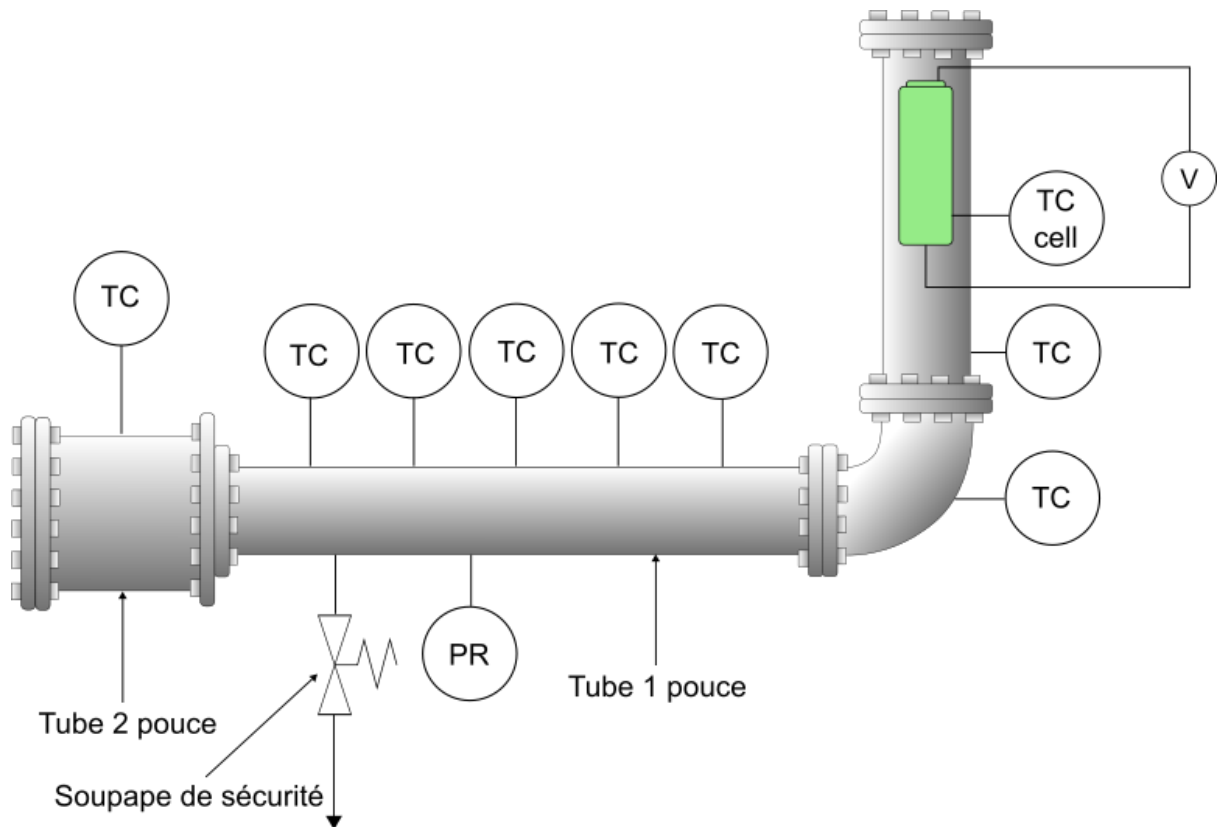 V
TC
cell
TC
TC
TC
TC
TC
TC
TC
TC
PR
Tube 1 pouce
Tube 2 pouce
Soupape de sécurité